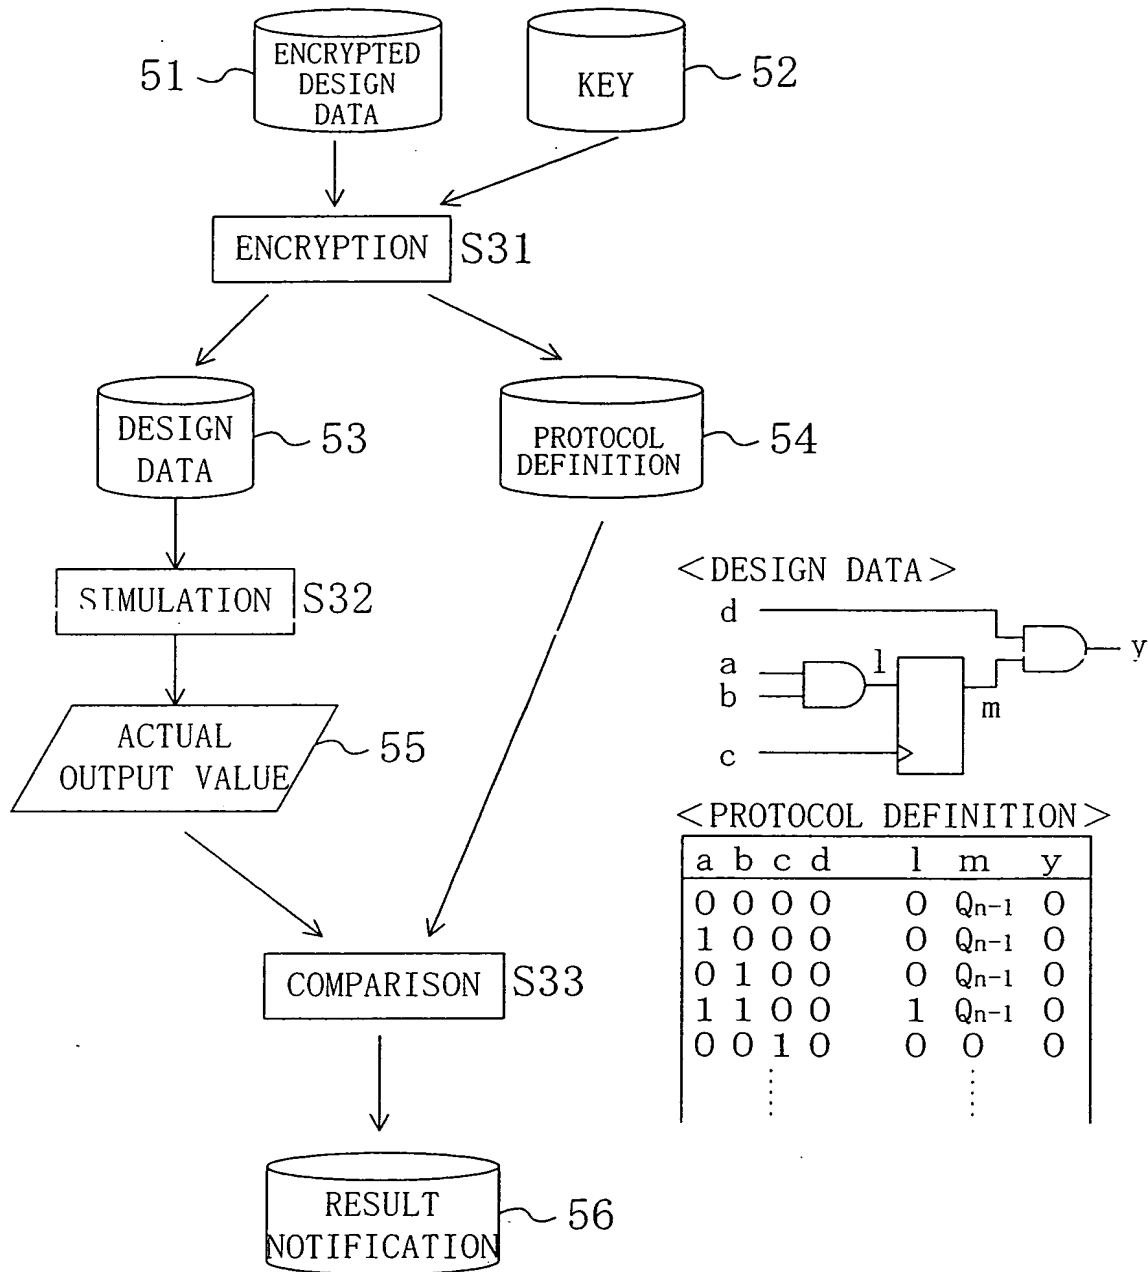 51
ENCRYPTED
DESIGN
DATA
KEY
52
ENCRYPTION
S31
DESIGN
DATA
53
PROTOCOL
DEFINITION
54
SIMULATION
S32
ACTUAL
OUTPUT VALUE
55
COMPARISON
S33
RESULT
NOTIFICATION
56
<DESIGN DATA>
d
a
b
c
l
m
y
<PROTOCOL DEFINITION>
a b c d l m y
0 0 0 0 0 Qn-1 0
1 0 0 0 0 Qn-1 0
0 1 0 0 0 Qn-1 0
1 1 0 0 1 Qn-1 0
0 0 1 0 0 0 0